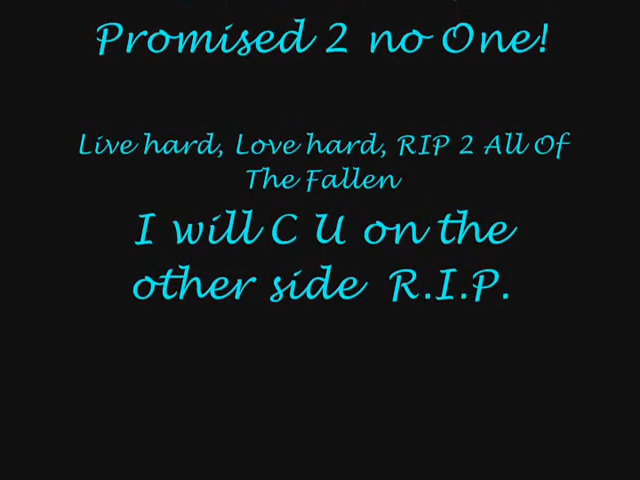 Promised 2 no One!
Live hard, Love hard, RIP 2 All Of
The Fallen
I will C U on the
other side R.I.P.